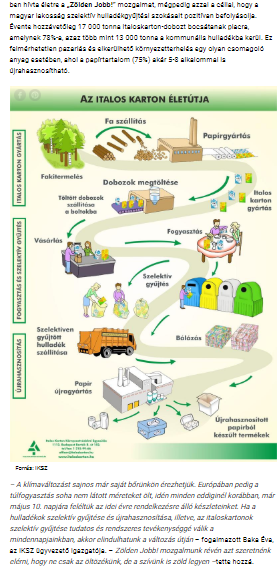 ben hívta életre a „Zölden Jobb!" mozgalmat, mégpedig azzal a céllal, hogy a
magyar lakosság szelektív hulladékgyűjtési szokásait pozitívan befolyásolja.
Évente hozzávetőleg 17 000 tonna italoskarton-dobozt bocsátanak piacra,
amelynek 78%-a, azaz több mint 13 000 tonna a kommunális hulladékba kerül. Ez
felmérhetetlen pazarlás és elkerülhető környezetterhelés egy olyan csomagoló
anyag esetében, ahol a papírtartalom (75%) akár 5-8 alkalommal is
újrahasznosítható.
AZ ITALOS KARTON ÉLETÚTJA
ITALOS KARTON GYÁRTÁS
Fa szállítás
Papírgyártás
Fakitermelés
Dobozok megtöltése
Töltött dobozok
szállítása
a boltokba
Italos
karton
gyártás
FOGYASZTÁS ÉS SZELEKTÍV GYŰJTÉS
Vásárlás
Fogyasztás
Szelektív
gyűjtés
Szelektíven
gyűjtött
hulladék
szállítása
Bálázás
ÚJRAHASZNOSÍTÁS
Papír
újragyártás
Újrahasznosított
papírból
készült termékek
Forrás: IKSZ
– A klímaváltozást sajnos már saját bőrünkön érezhetjük. Európában pedig a
túlfogyasztás soha nem látott méreteket ölt, idén minden eddiginél korábban, már
május 10. napjára feléltük az idei évre rendelkezésre álló készleteinket. Ha a
hulladékok szelektív gyűjtése és újrahasznosítása, illetve, az italoskartonok
szelektív gyűjtése tudatos és rendszeres tevékenységgé válik a
mindennapjainkban, akkor elindulhatunk a változás útján – fogalmazott Baka Éva,
az IKSZ ügyvezető igazgatója. – Zölden Jobb! mozgalmunk révén azt szeretnénk
elérni, hogy ne csak az öltözékünk, de a szívünk is zöld legyen –tette hozzá.